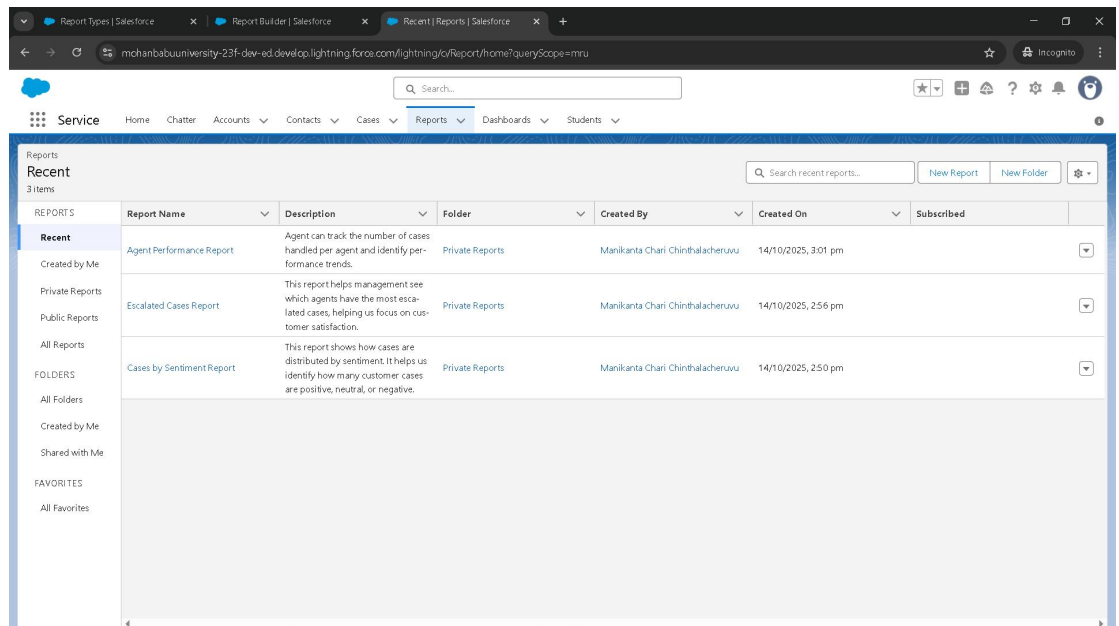 Report Types | Salesforce
Report Builder | Salesforce
Recent | Reports | Salesforce
mohanbabuuniversity-23f-dev-ed.develop.lightning.force.com/lightning/o/Report/home?queryScope=mru
Incognito
Search...
Service
Home
Chatter
Accounts
Contacts
Cases
Reports
Dashboards
Students
Reports
Recent
3 items
Search recent reports...
New Report
New Folder
REPORTS
Recent
Created by Me
Private Reports
Public Reports
All Reports
FOLDERS
All Folders
Created by Me
Shared with Me
FAVORITES
All Favorites
Report Name
Description
Folder
Created By
Created On
Subscribed
Agent Performance Report
Agent can track the number of cases
handled per agent and identify per-
formance trends.
Private Reports
Manikanta Chari Chinthalacheruvu
14/10/2025, 3:01 pm
Escalated Cases Report
This report helps management see
which agents have the most esca-
lated cases, helping us focus on cus-
tomer satisfaction.
Private Reports
Manikanta Chari Chinthalacheruvu
14/10/2025, 2:56 pm
Cases by Sentiment Report
This report shows how cases are
distributed by sentiment. It helps us
identify how many customer cases
are positive, neutral, or negative.
Private Reports
Manikanta Chari Chinthalacheruvu
14/10/2025, 2:50 pm